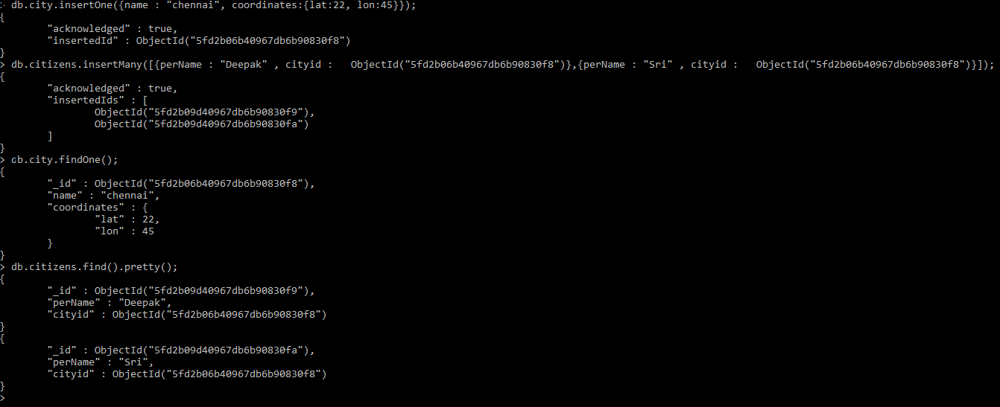 > db.city.insertOne({name : "chennai", coordinates:{lat:22, lon:45}});
{
        "acknowledged" : true,
        "insertedId" : ObjectId("5fd2b06b40967db6b90830f8")
}
> db.citizens.insertMany([{perName : "Deepak" , cityid :   ObjectId("5fd2b06b40967db6b90830f8")},{perName : "Sri" , cityid :   ObjectId("5fd2b06b40967db6b90830f8")}]);
{
        "acknowledged" : true,
        "insertedIds" : [
                ObjectId("5fd2b09d40967db6b90830f9"),
                ObjectId("5fd2b09d40967db6b90830fa")
        ]
}
> db.city.findOne();
{
        "_id" : ObjectId("5fd2b06b40967db6b90830f8"),
        "name" : "chennai",
        "coordinates" : {
                "lat" : 22,
                "lon" : 45
        }
}
> db.citizens.find().pretty();
{
        "_id" : ObjectId("5fd2b09d40967db6b90830f9"),
        "perName" : "Deepak",
        "cityid" : ObjectId("5fd2b06b40967db6b90830f8")
}
{
        "_id" : ObjectId("5fd2b09d40967db6b90830fa"),
        "perName" : "Sri",
        "cityid" : ObjectId("5fd2b06b40967db6b90830f8")
}
>